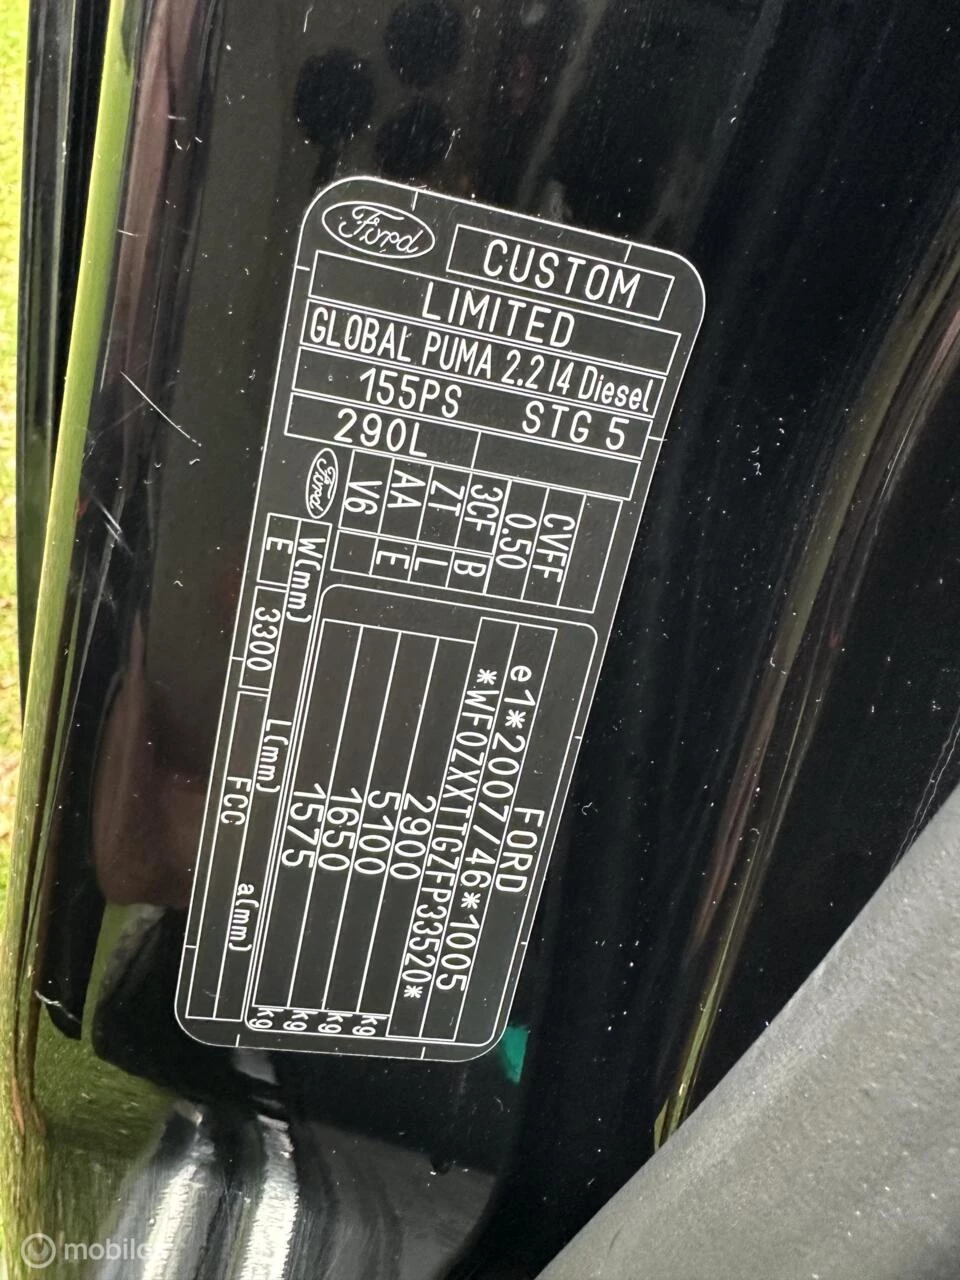 Ford CUSTOM
LIMITED
GLOBAL PUMA 2.2 I4 Diesel
155PS STG 5
290L
CVFF
0.50
3CF B
ZT L
AA E
V6
Ford
W(mm) L(mm) a(mm)
E 3300 FCC
FORD
e1*2007/46*1005
*WF0ZXXTTGZFP33520*
2900 kg
5100 kg
1650 kg
1575 kg